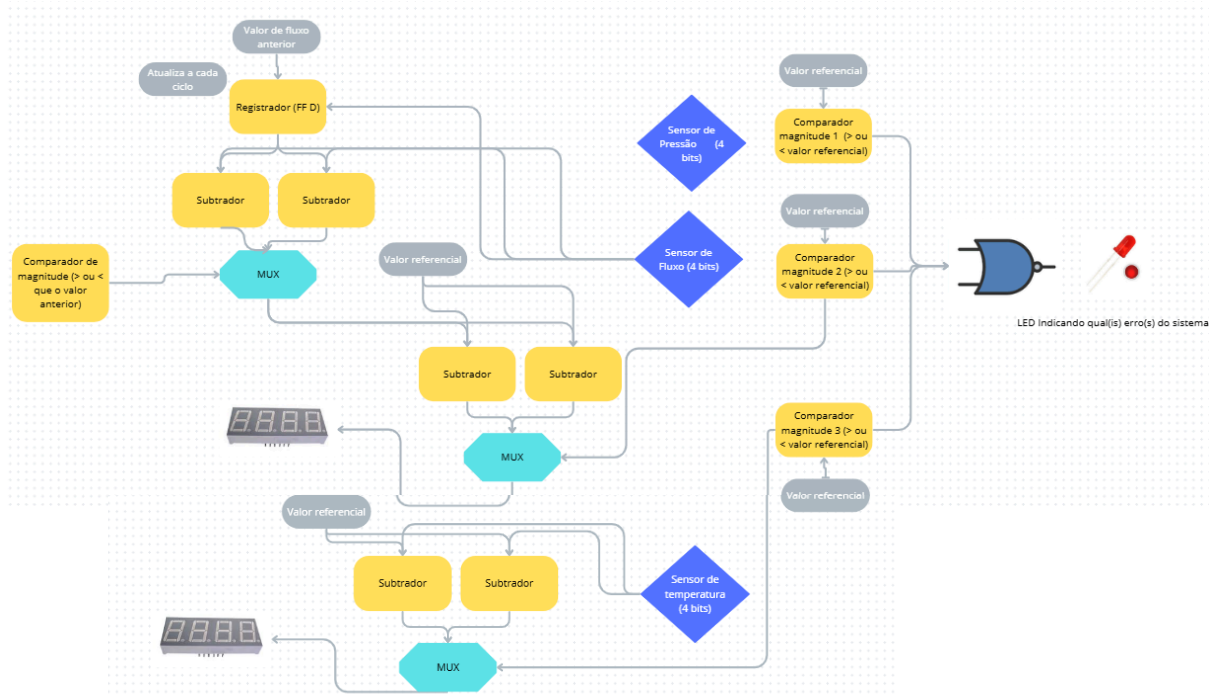 Valor de fluxo
anterior
Atualiza a cada
ciclo
Registrador (FF D)
Subtrador
Subtrador
Comparador de
magnitude (> ou <
que o valor
anterior)
MUX
Valor referencial
Subtrador
Subtrador
MUX
Sensor de
Pressão (4
bits)
Sensor de
Fluxo (4 bits)
Valor referencial
Comparador
magnitude 1 (> ou
< valor referencial)
Valor referencial
Comparador
magnitude 2 (> ou
< valor referencial)
LED Indicando qual(is) erro(s) do sistema
Comparador
magnitude 3 (> ou
< valor referencial)
Valor referencial
Valor referencial
Subtrador
Subtrador
Sensor de
temperatura
(4 bits)
MUX